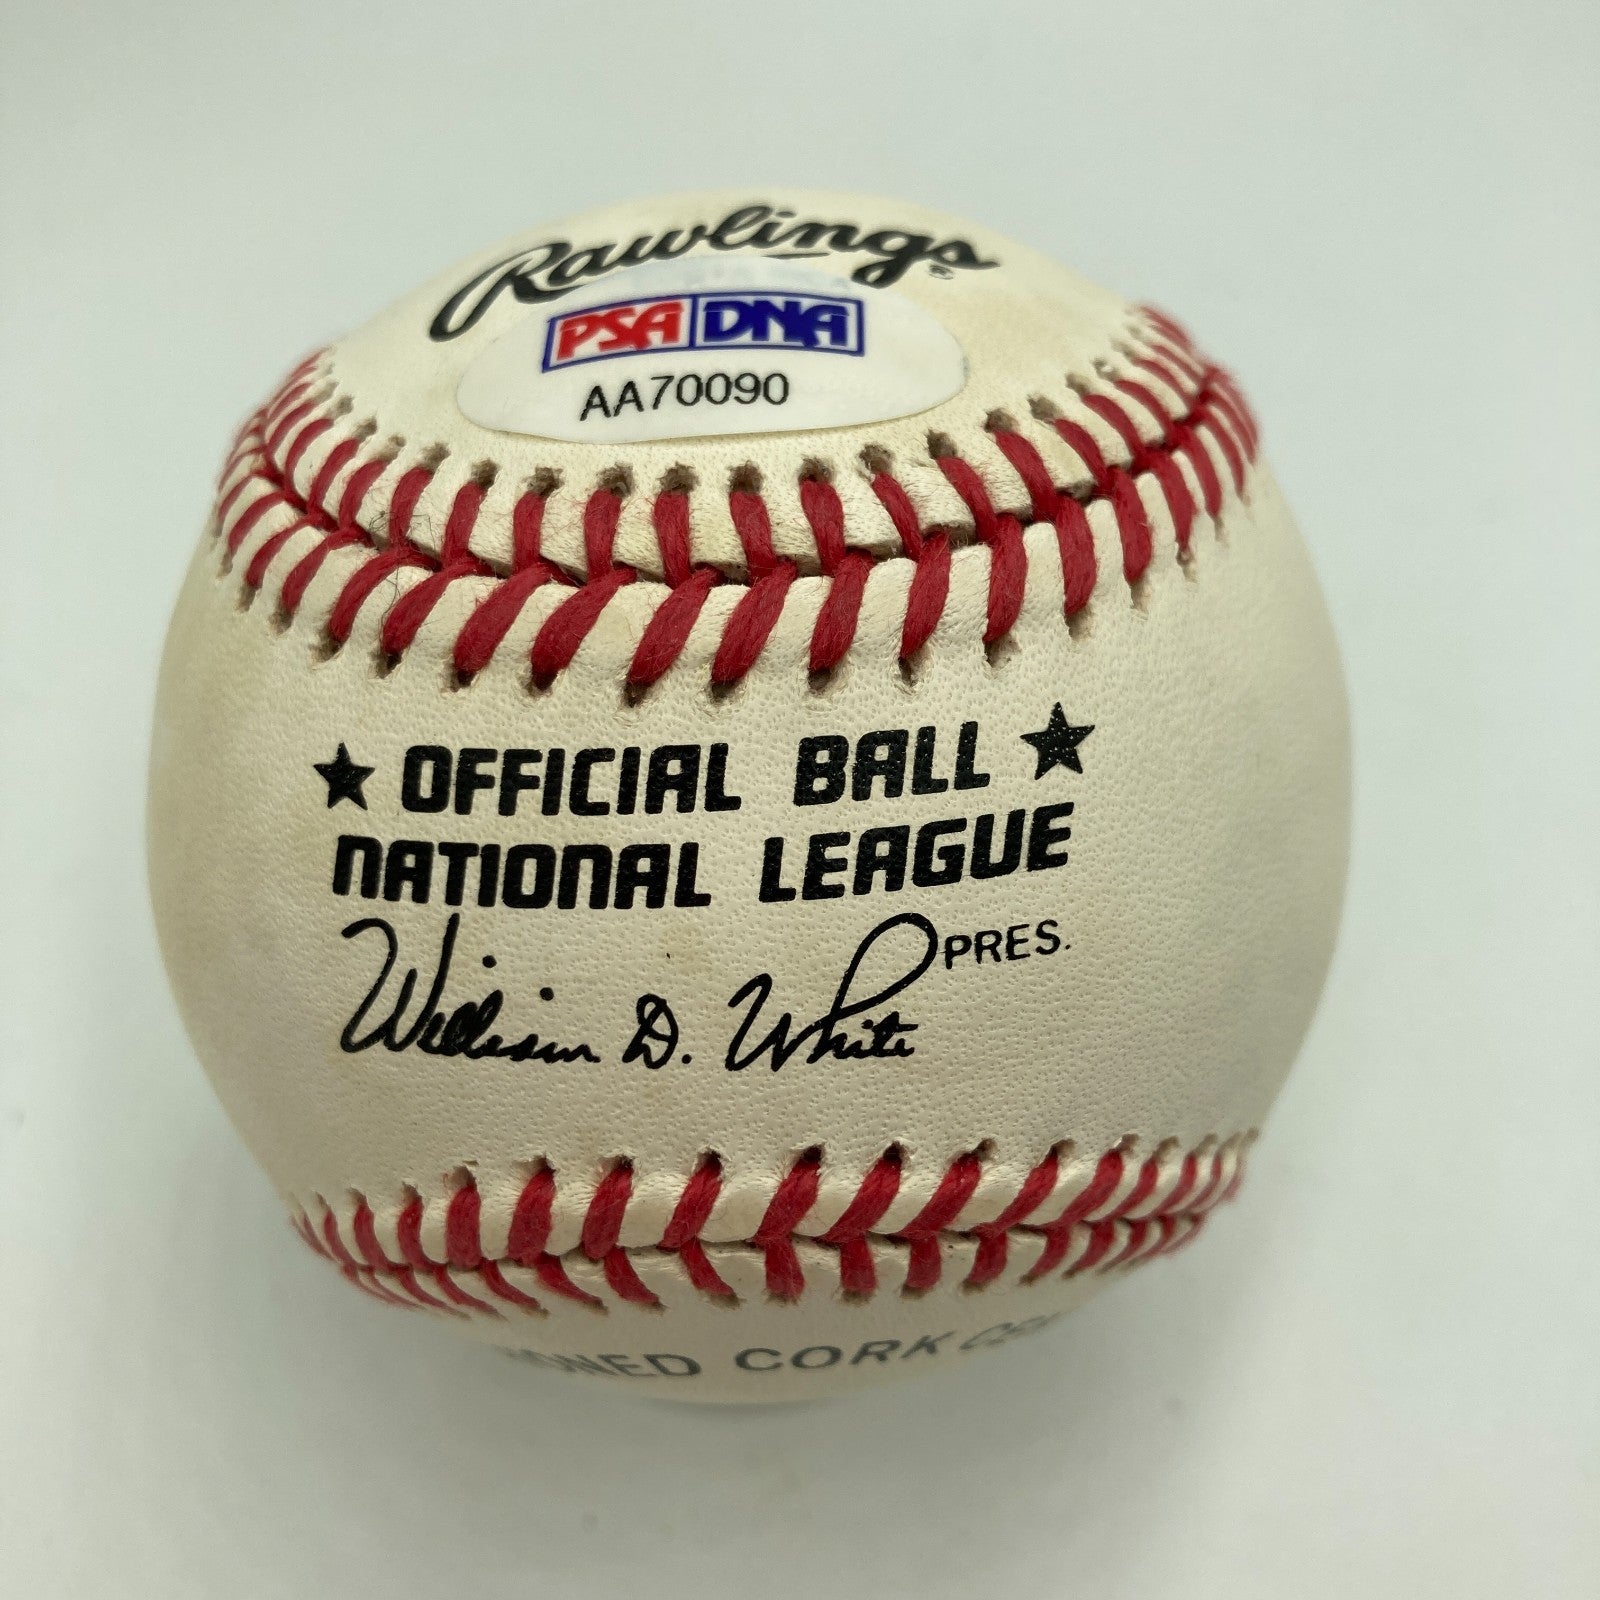 Rawlings®
PSA DNA
AA70090
★ OFFICIAL BALL ★
NATIONAL LEAGUE
William D. White PRES.
CORK